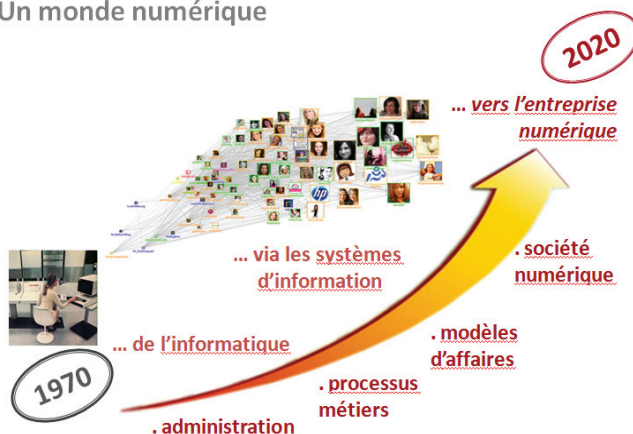 Un monde numérique
2020
... vers l'entreprise
numérique
hp
... via les systèmes
d'information
. société
numérique
... de l'informatique
. modèles
d'affaires
1970
. processus
métiers
. administration